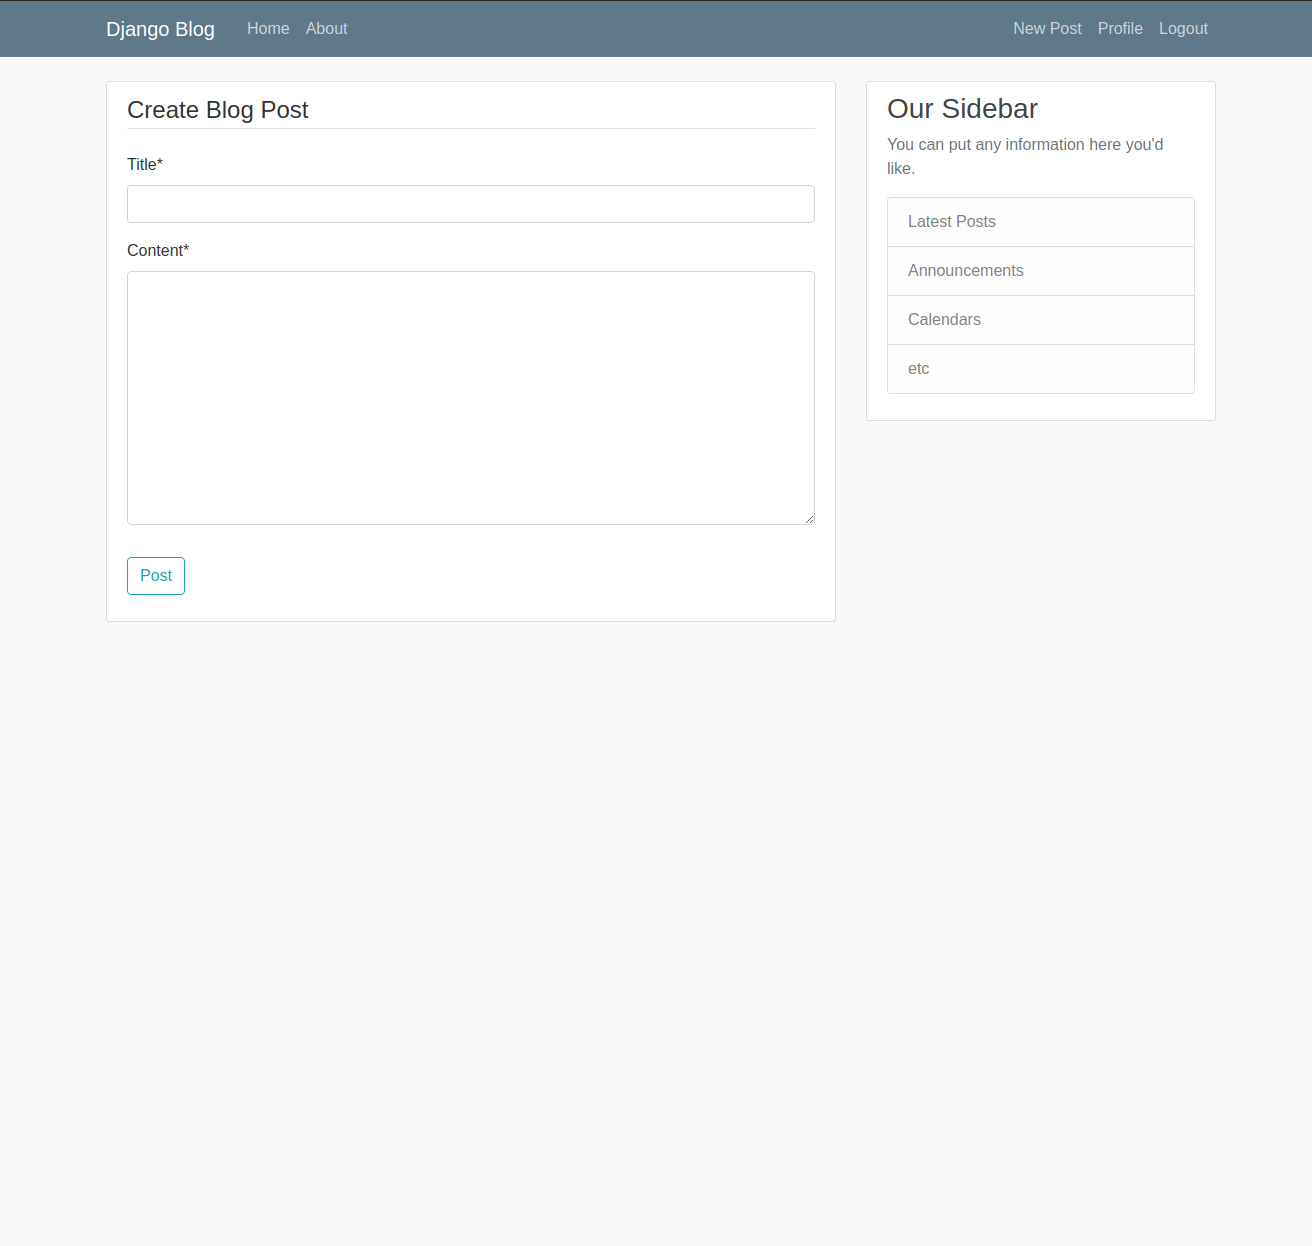 Django Blog Home About New Post Profile Logout
Create Blog Post
Title*
Content*
Post
Our Sidebar
You can put any information here you'd
like.
Latest Posts
Announcements
Calendars
etc